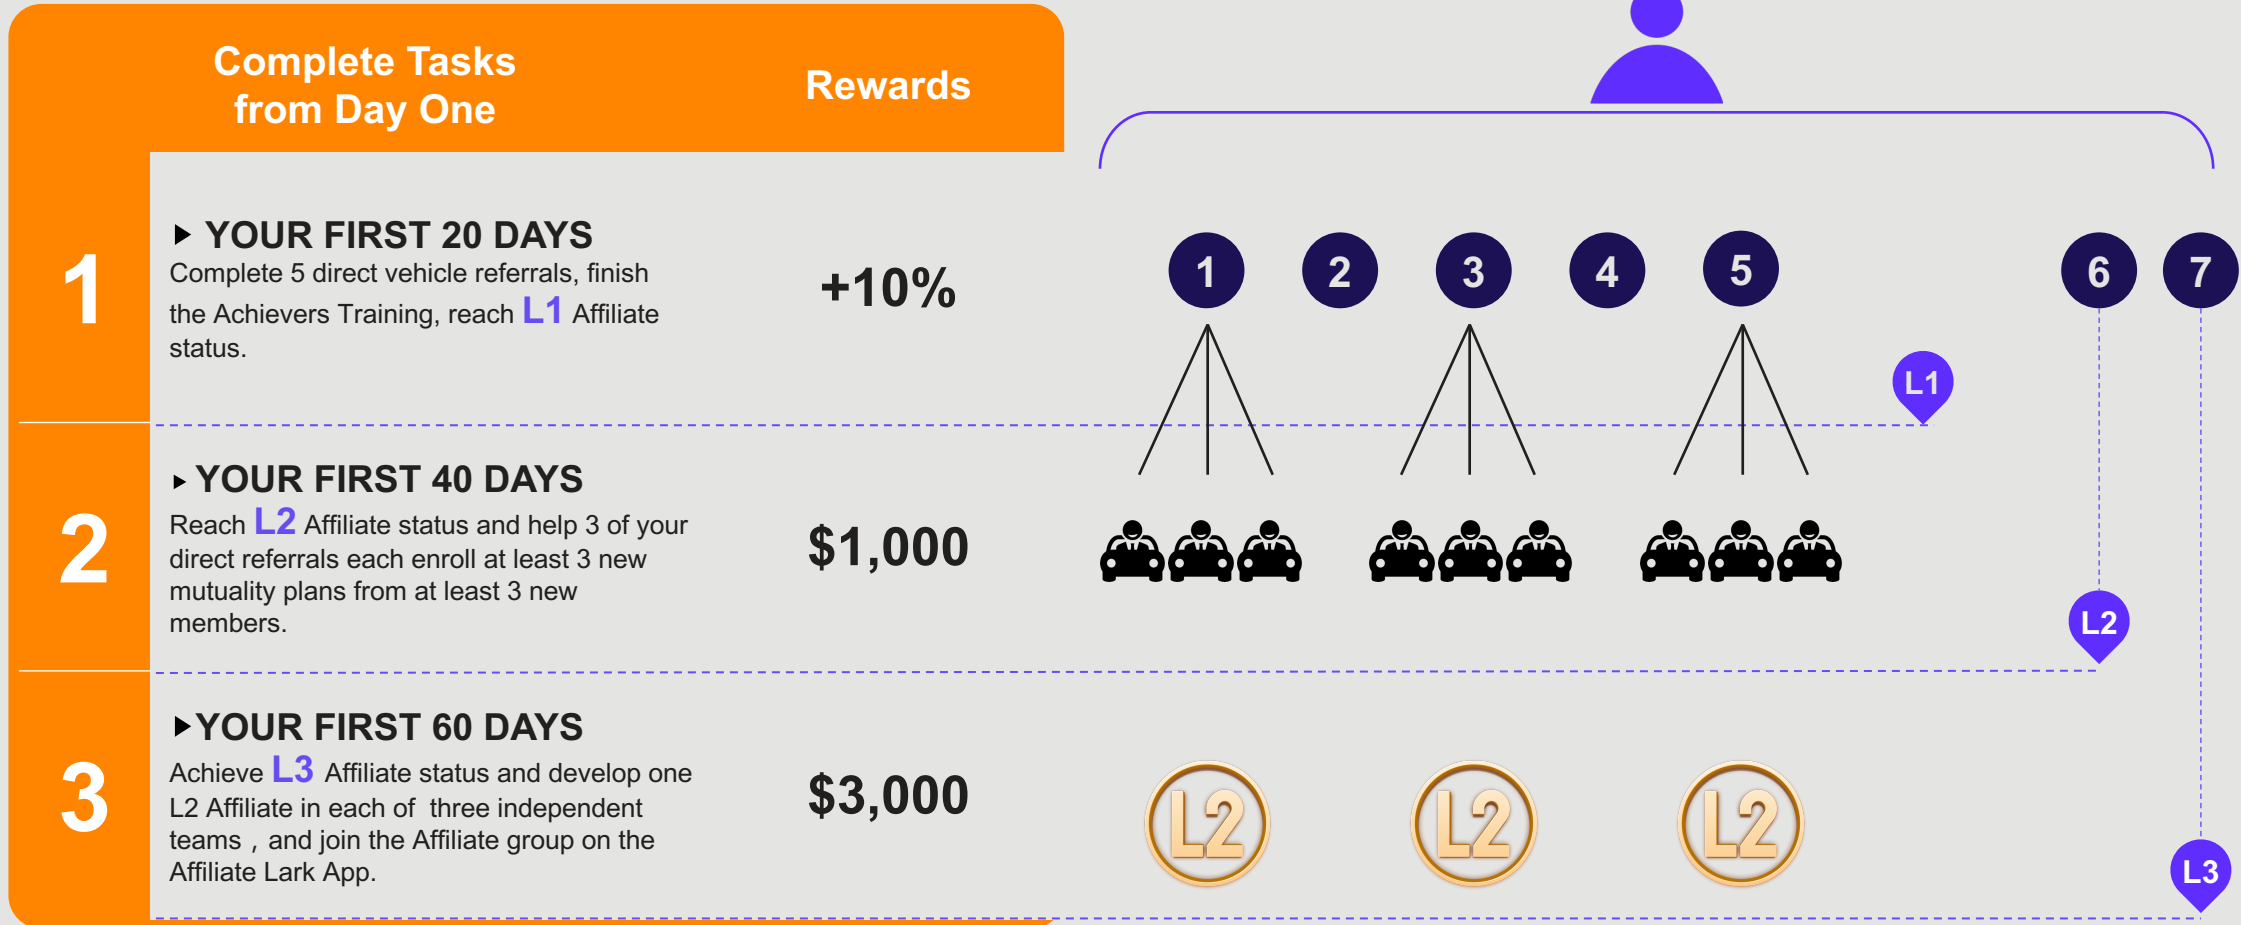 Complete Tasks
from Day One
Rewards
1
▶ YOUR FIRST 20 DAYS
Complete 5 direct vehicle referrals, finish
the Achievers Training, reach L1 Affiliate
status.
+10%
1 2 3 4 5 6 7
L1
2
▶ YOUR FIRST 40 DAYS
Reach L2 Affiliate status and help 3 of your
direct referrals each enroll at least 3 new
mutuality plans from at least 3 new
members.
$1,000
L2
3
▶YOUR FIRST 60 DAYS
Achieve L3 Affiliate status and develop one
L2 Affiliate in each of  three independent
teams , and join the Affiliate group on the
Affiliate Lark App.
$3,000
L2 L2 L2
L3